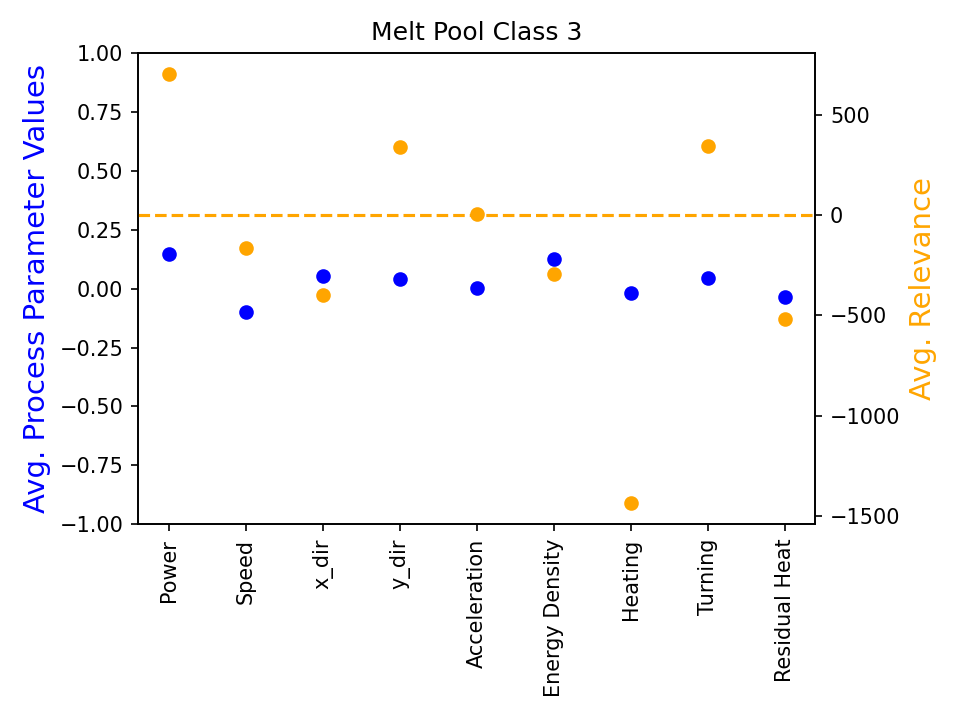 Melt Pool Class 3
Avg. Process Parameter Values
1.00
0.75
0.50
0.25
0.00
−0.25
−0.50
−0.75
−1.00
500
0
−500
−1000
−1500
Avg. Relevance
Power
Speed
x_dir
y_dir
Acceleration
Energy Density
Heating
Turning
Residual Heat